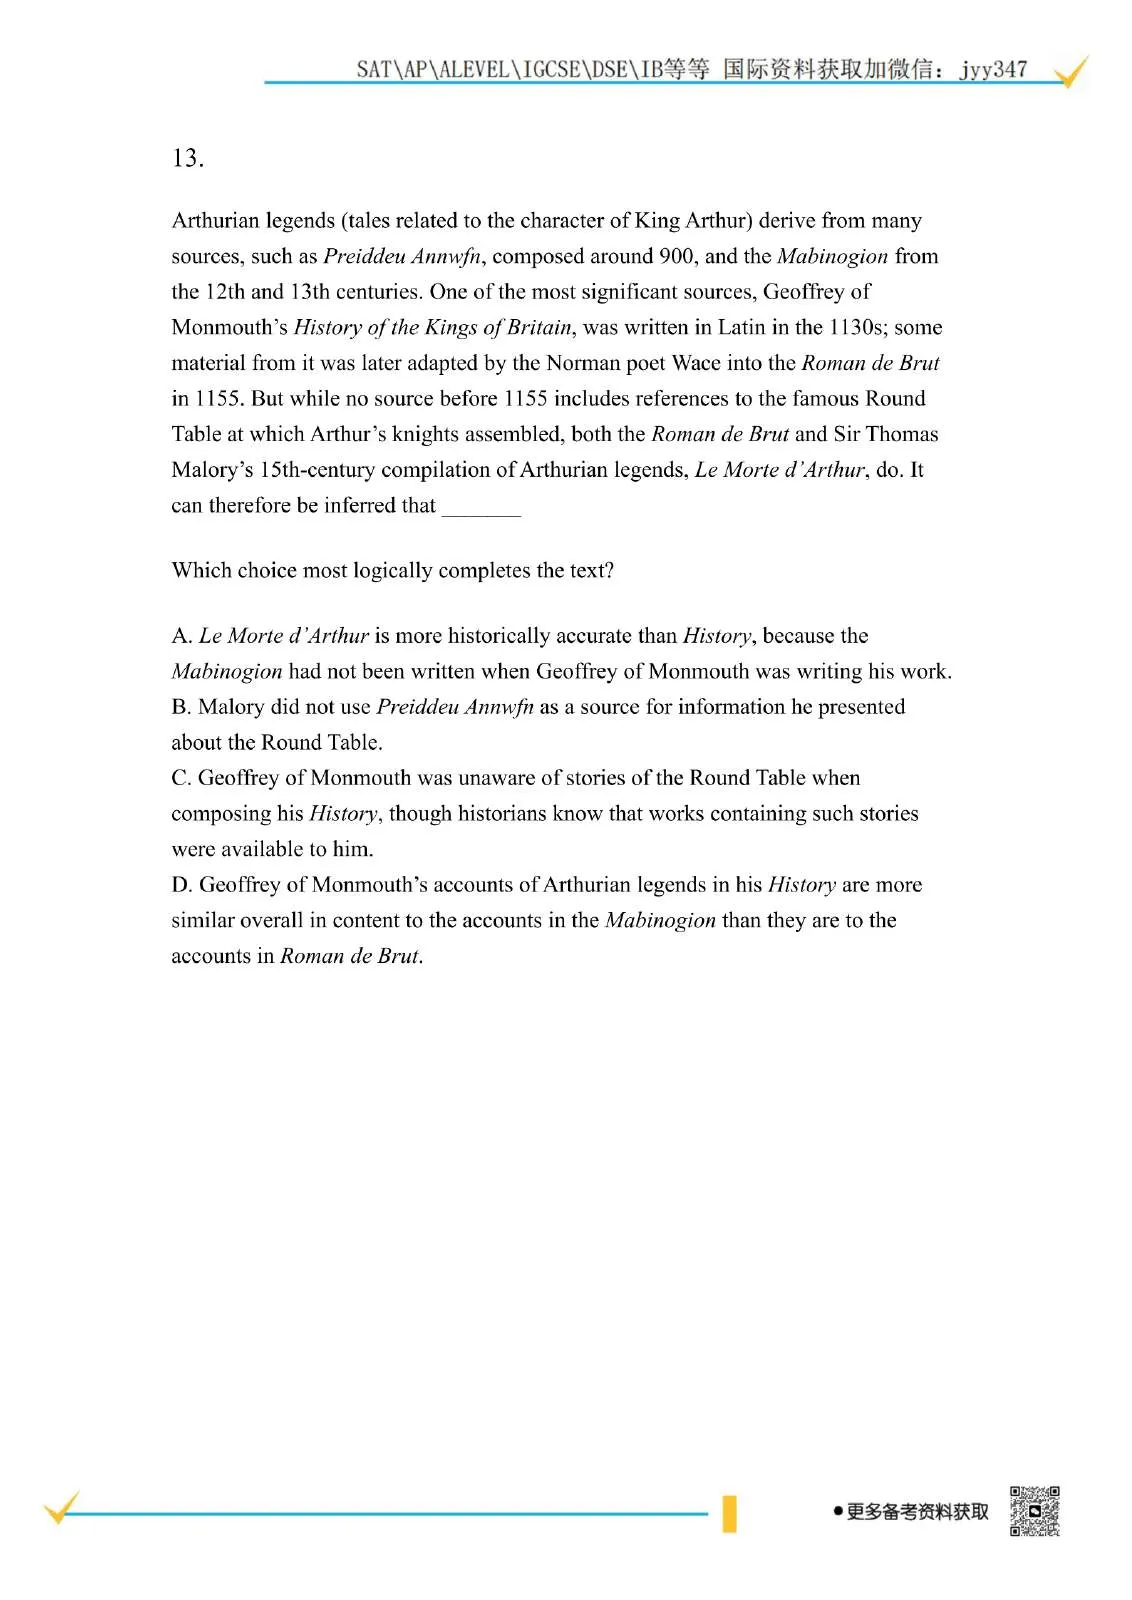 SAT\AP\ALEVEL\IGCSE\DSE\IB等等 国际资料获取加微信：jyy347
13.
Arthurian legends (tales related to the character of King Arthur) derive from many
sources, such as Preiddeu Annwfn, composed around 900, and the Mabinogion from
the 12th and 13th centuries. One of the most significant sources, Geoffrey of
Monmouth's History of the Kings of Britain, was written in Latin in the 1130s; some
material from it was later adapted by the Norman poet Wace into the Roman de Brut
in 1155. But while no source before 1155 includes references to the famous Round
Table at which Arthur's knights assembled, both the Roman de Brut and Sir Thomas
Malory's 15th-century compilation of Arthurian legends, Le Morte d'Arthur, do. It
can therefore be inferred that _______
Which choice most logically completes the text?
A. Le Morte d'Arthur is more historically accurate than History, because the
Mabinogion had not been written when Geoffrey of Monmouth was writing his work.
B. Malory did not use Preiddeu Annwfn as a source for information he presented
about the Round Table.
C. Geoffrey of Monmouth was unaware of stories of the Round Table when
composing his History, though historians know that works containing such stories
were available to him.
D. Geoffrey of Monmouth's accounts of Arthurian legends in his History are more
similar overall in content to the accounts in the Mabinogion than they are to the
accounts in Roman de Brut.
●更多备考资料获取